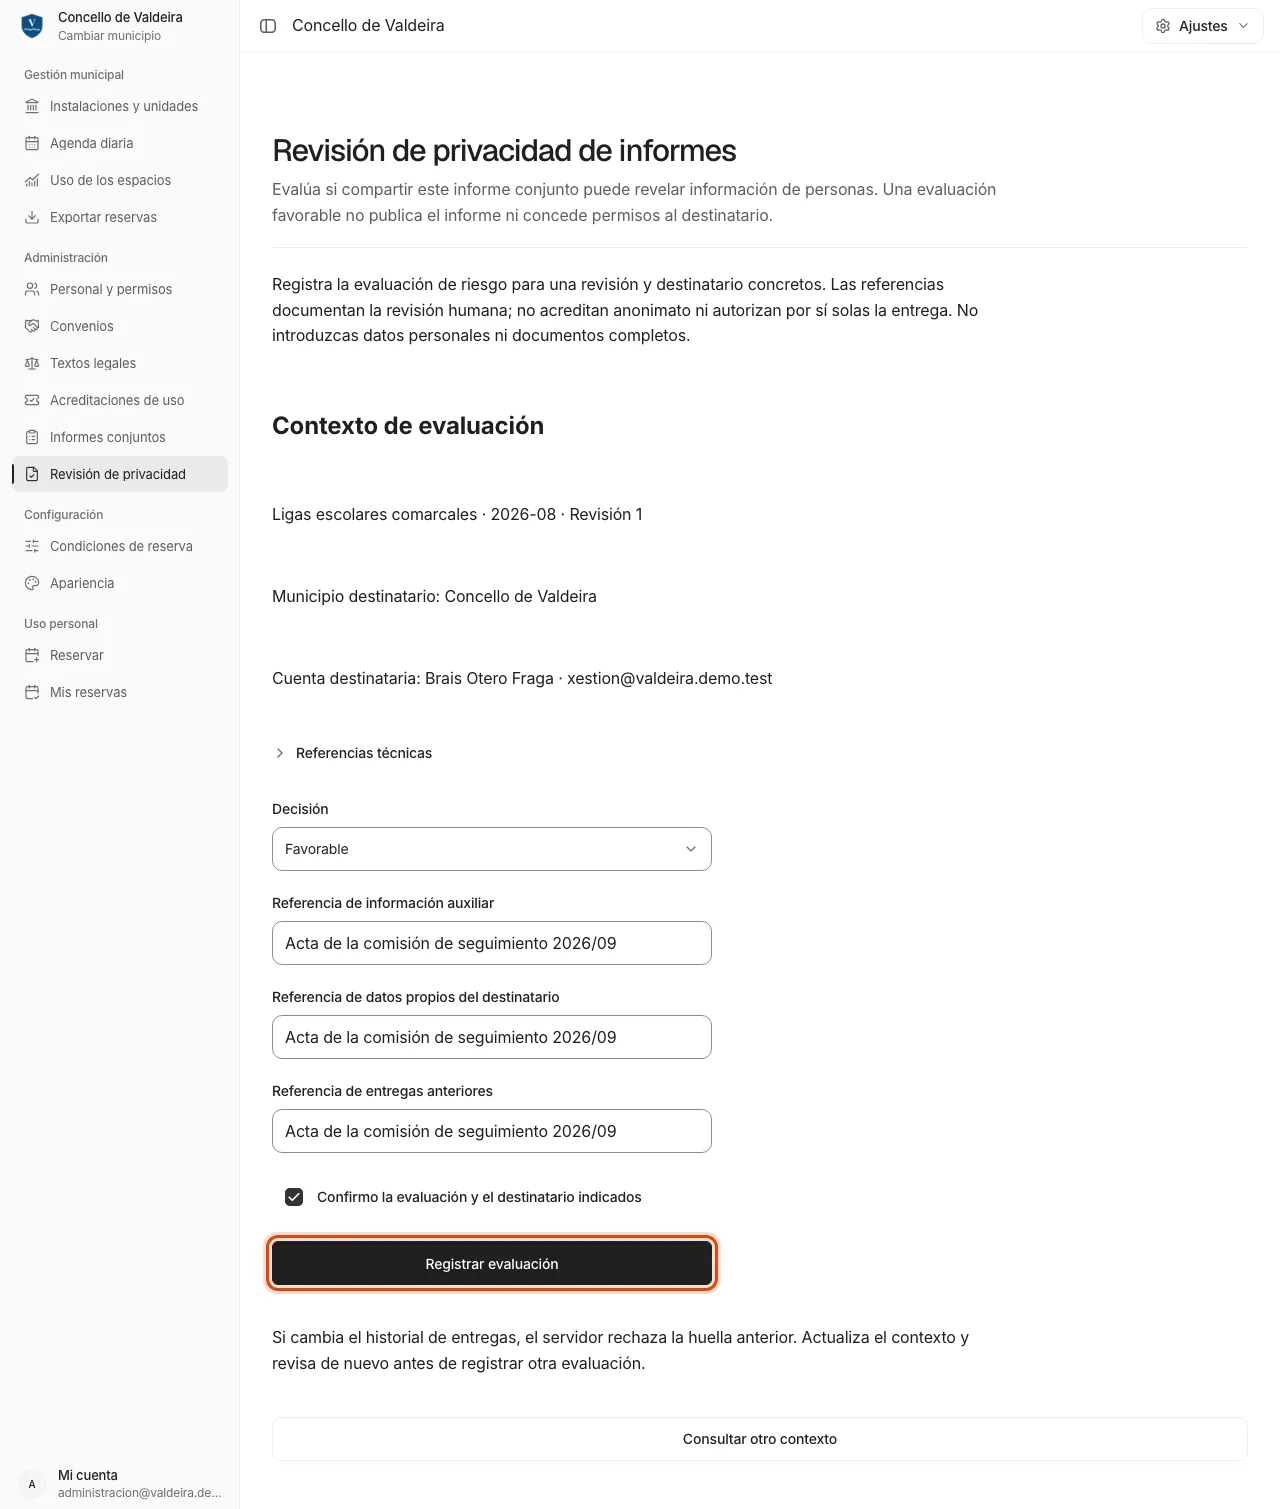 Concello de Valdeira
Cambiar municipio
Gestión municipal
Instalaciones y unidades
Agenda diaria
Uso de los espacios
Exportar reservas
Administración
Personal y permisos
Convenios
Textos legales
Acreditaciones de uso
Informes conjuntos
Revisión de privacidad
Configuración
Condiciones de reserva
Apariencia
Uso personal
Reservar
Mis reservas
A
Mi cuenta
administracion@valdeira.de...
Concello de Valdeira
Ajustes
Revisión de privacidad de informes
Evalúa si compartir este informe conjunto puede revelar información de personas. Una evaluación
favorable no publica el informe ni concede permisos al destinatario.
Registra la evaluación de riesgo para una revisión y destinatario concretos. Las referencias
documentan la revisión humana; no acreditan anonimato ni autorizan por sí solas la entrega. No
introduzcas datos personales ni documentos completos.
Contexto de evaluación
Ligas escolares comarcales · 2026-08 · Revisión 1
Municipio destinatario: Concello de Valdeira
Cuenta destinataria: Brais Otero Fraga · xestion@valdeira.demo.test
Referencias técnicas
Decisión
Favorable
Referencia de información auxiliar
Acta de la comisión de seguimiento 2026/09
Referencia de datos propios del destinatario
Acta de la comisión de seguimiento 2026/09
Referencia de entregas anteriores
Acta de la comisión de seguimiento 2026/09
Confirmo la evaluación y el destinatario indicados
Registrar evaluación
Si cambia el historial de entregas, el servidor rechaza la huella anterior. Actualiza el contexto y
revisa de nuevo antes de registrar otra evaluación.
Consultar otro contexto